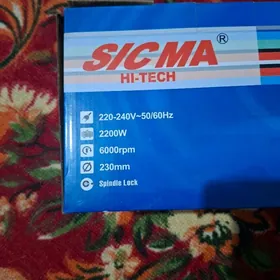 SICMA®
HI-TECH
220-240V~50/60Hz
2200W
6000rpm
230mm
Spindle Lock